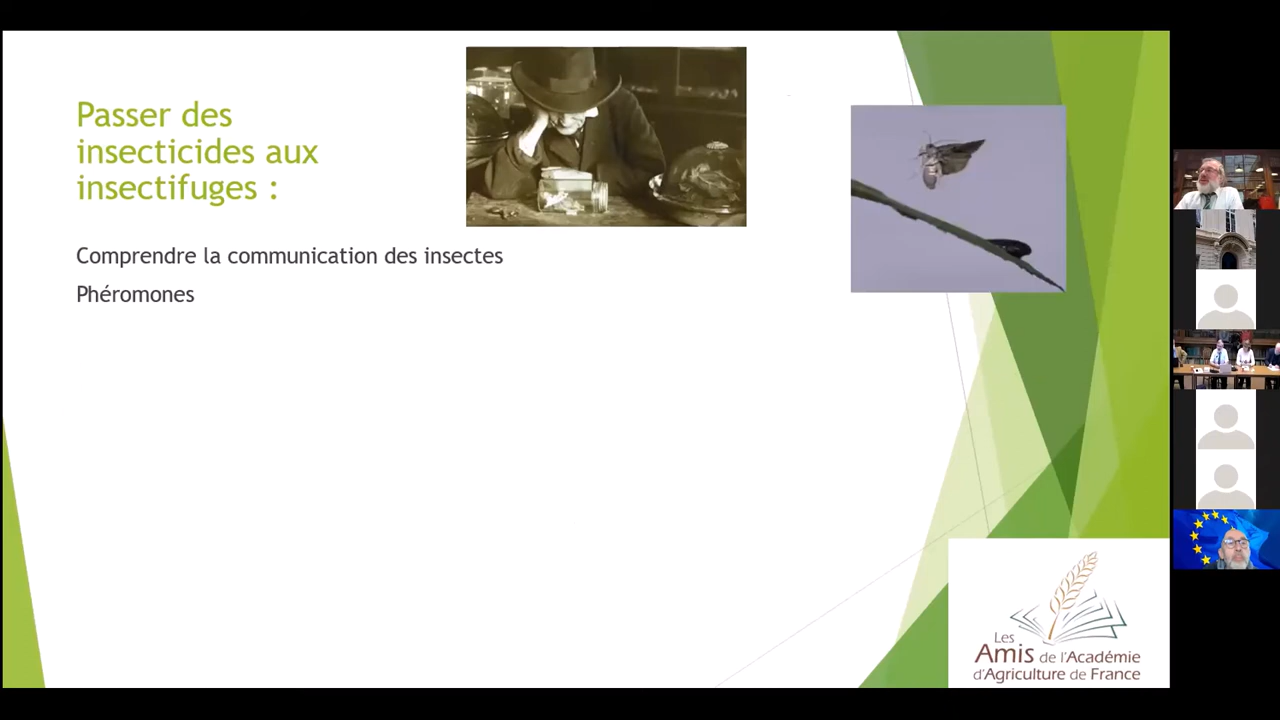 Passer des
insecticides aux
insectifuges :
Comprendre la communication des insectes
Phéromones
Les
Amis de l'Académie
d'Agriculture de France